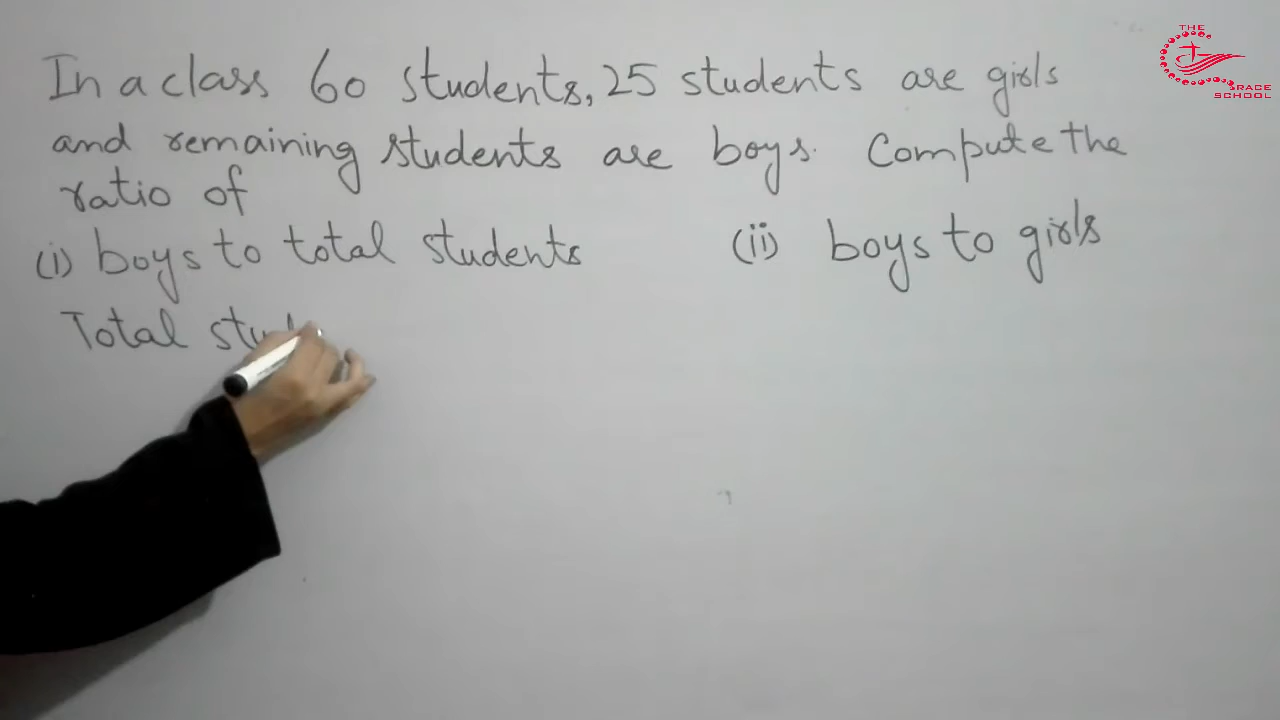 In a class 60 students, 25 students are girls
and remaining students are boys. Compute the
ratio of
(i) boys to total students (ii) boys to girls
Total
THE
RACE
SCHOOL